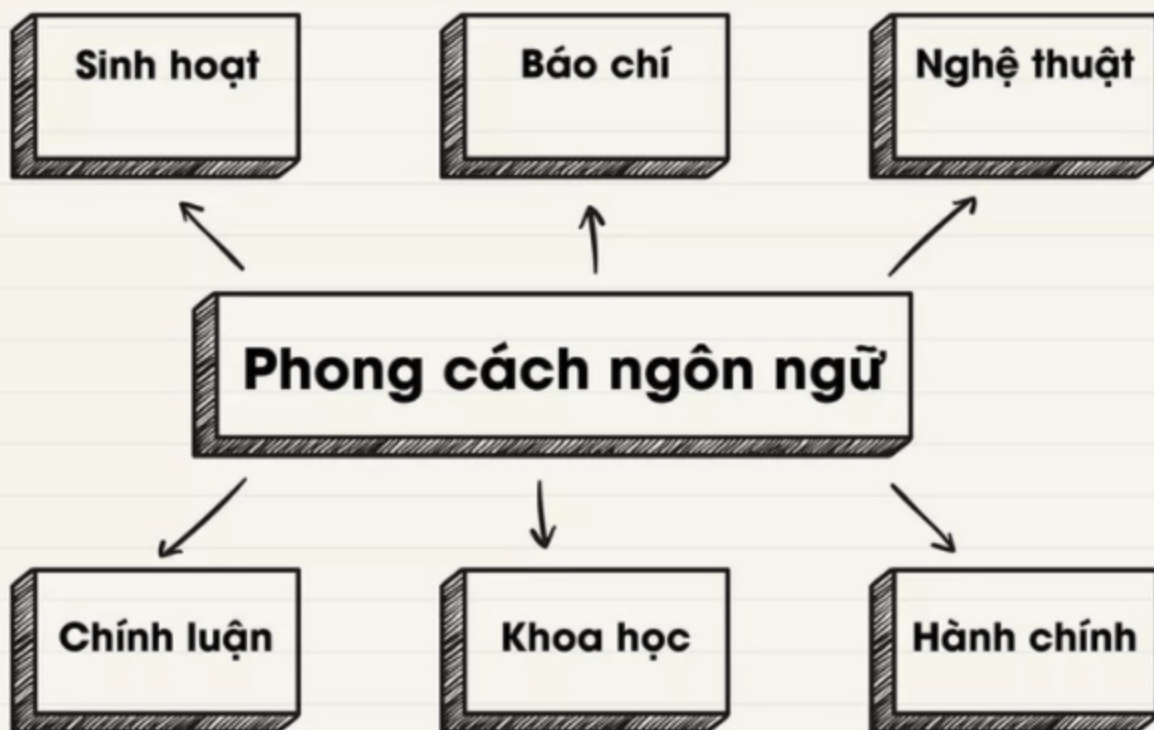 Sinh hoạt
Báo chí
Nghệ thuật
Phong cách ngôn ngữ
Chính luận
Khoa học
Hành chính